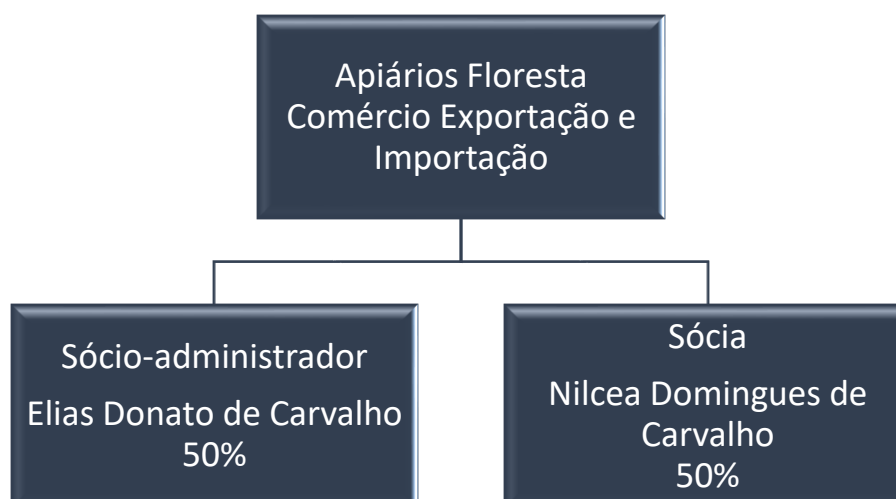 Apiários Floresta
Comércio Exportação e
Importação
Sócio-administrador
Elias Donato de Carvalho
50%
Sócia
Nilcea Domingues de
Carvalho
50%